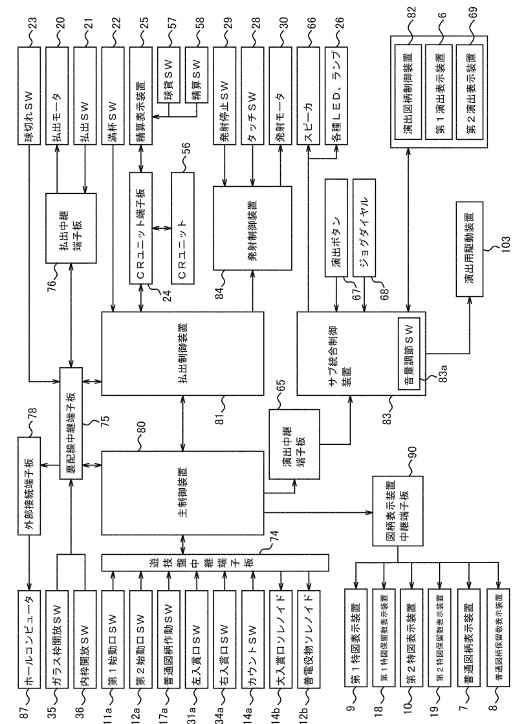 23
球切れSW
20
払出モータ
21
払出SW
22
満杯SW
25
精算表示装置
57
球貸SW
58
精算SW
29
発射停止SW
28
タッチSW
30
発射モータ
66
スピーカ
26
各種LED、ランプ
82
演出図柄制御装置
6
第1演出表示装置
69
第2演出表示装置
払出中継
端子板
76
CRユニット端子板
24
56
CRユニット
発射制御装置
84
演出ボタン
67
ジョグダイヤル
68
演出用駆動装置
103
78
外部接続端子板
裏配線中継端子板
75
払出制御装置
81
サブ統合制御
装置
83
音量調節SW
83a
80
主制御装置
65
演出中継
端子板
90
図柄表示装置
中継端子板
遊技盤中継端子板
74
87
ホールコンピュータ
35
ガラス枠開放SW
36
内枠開放SW
11a
第1始動口SW
12a
第2始動口SW
17a
普通図柄作動SW
31a
左入賞口SW
34a
右入賞口SW
14a
カウントSW
14b
大入賞口ソレノイド
12b
普電役物ソレノイド
9
第1特図表示装置
18
第1特図保留数表示装置
10
第2特図表示装置
19
第2特図保留数表示装置
7
普通図柄表示装置
8
普通図柄保留数表示装置